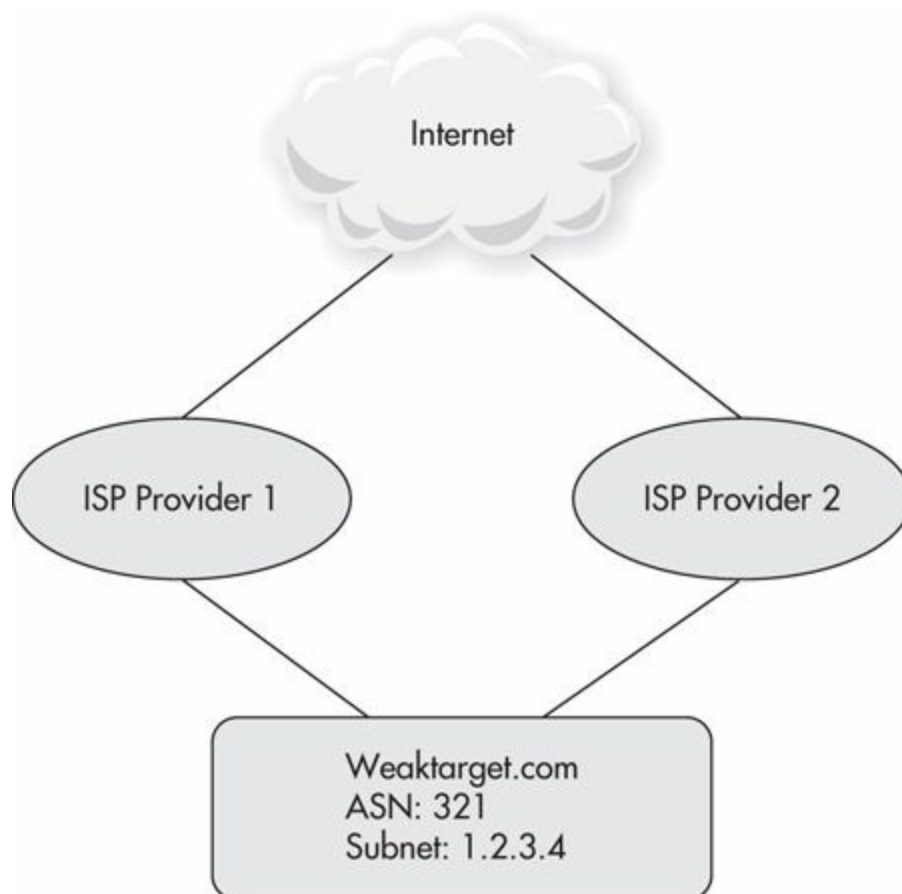 Internet
ISP Provider 1
ISP Provider 2
Weaktarget.com
ASN: 321
Subnet: 1.2.3.4